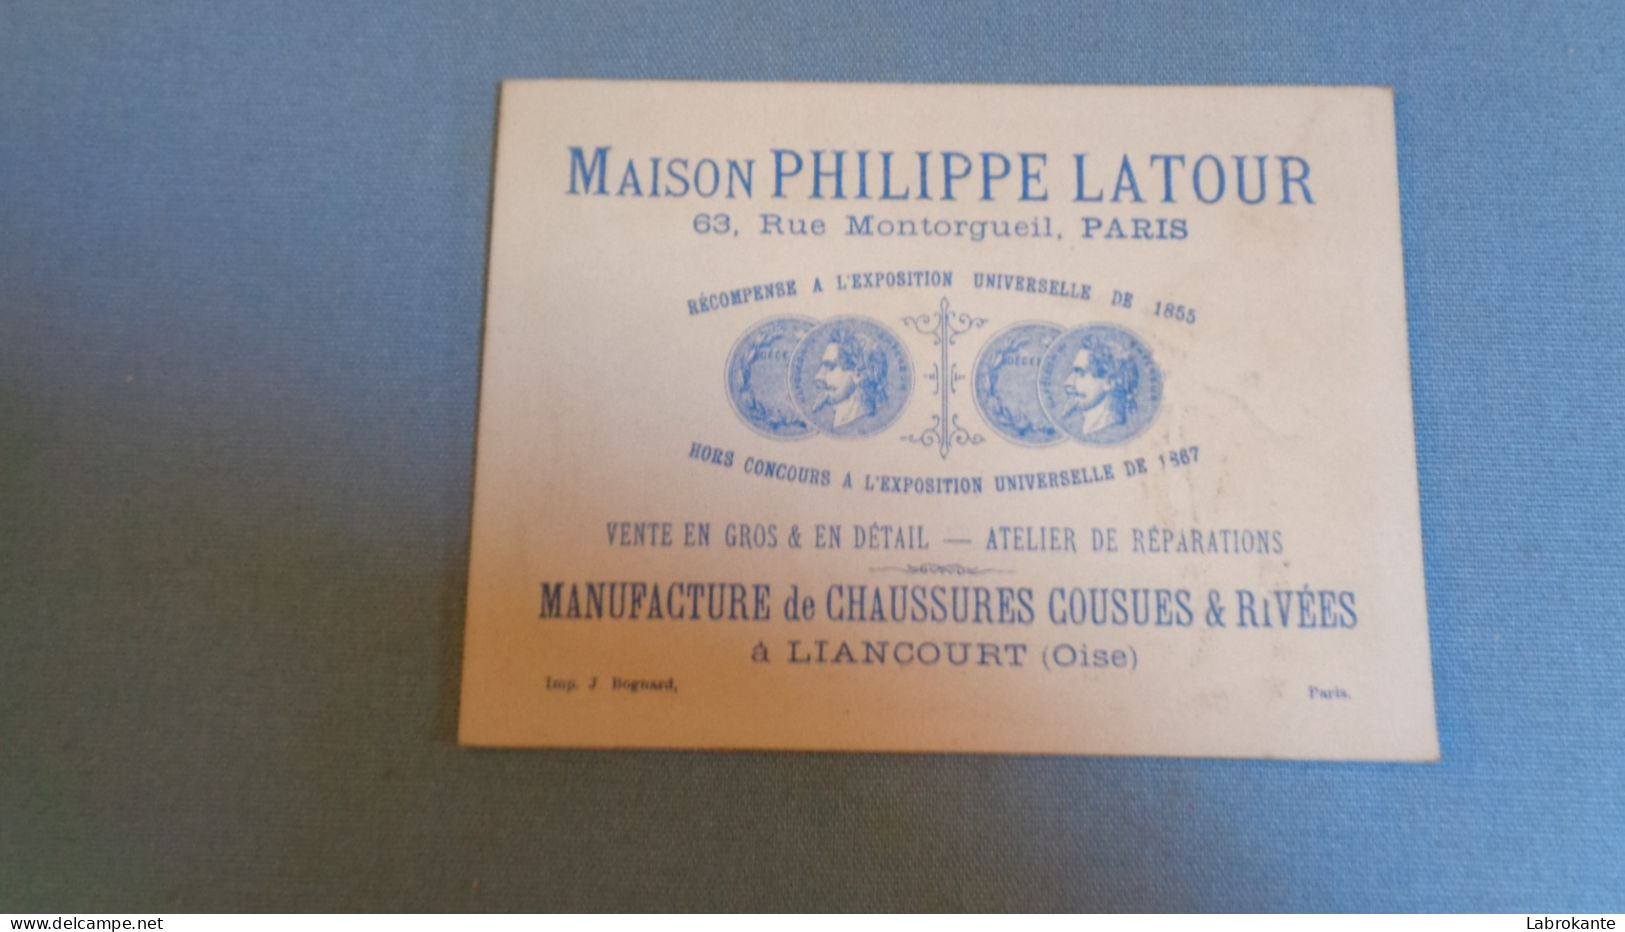 MAISON PHILIPPE LATOUR
63, Rue Montorgueil, PARIS
RÉCOMPENSE A L'EXPOSITION UNIVERSELLE DE 1855
HORS CONCOURS A L'EXPOSITION UNIVERSELLE DE 1867
VENTE EN GROS & EN DÉTAIL — ATELIER DE RÉPARATIONS
MANUFACTURE de CHAUSSURES COUSUES & RIVÉES
à LIANCOURT (Oise)
Imp. J Bognard, Paris.
www.delcampe.net Labrokante